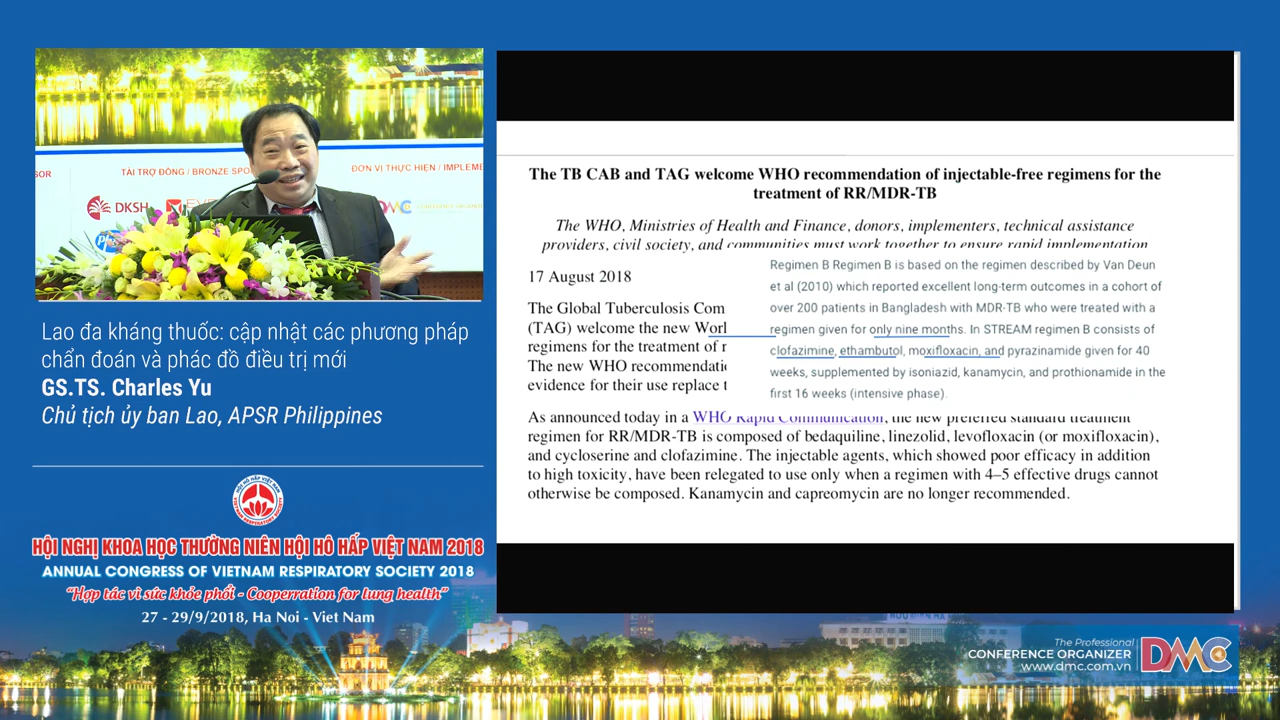 SOR
TÀI TRỢ ĐỒNG / BRONZE SPO
ĐƠN VỊ THỰC HIỆN / IMPLEME
DKSH
DMC
CONFERENCE ORGANIZE
Lao đa kháng thuốc: cập nhật các phương pháp
chẩn đoán và phác đồ điều trị mới
GS.TS. Charles Yu
Chủ tịch ủy ban Lao, APSR Philippines
HỘI HÔ HẤP VIỆT NAM
VIETNAM RESPIRATORY SOCIETY
HỘI NGHỊ KHOA HỌC THƯỜNG NIÊN HỘI HÔ HẤP VIỆT NAM 2018
ANNUAL CONGRESS OF VIETNAM RESPIRATORY SOCIETY 2018
“Hợp tác vì sức khỏe phổi - Cooperration for lung health”
27 - 29/9/2018, Ha Noi - Viet Nam
The TB CAB and TAG welcome WHO recommendation of injectable-free regimens for the
treatment of RR/MDR-TB
The WHO, Ministries of Health and Finance, donors, implementers, technical assistance
providers, civil society, and communities must work together to ensure rapid implementation
17 August 2018
The Global Tuberculosis Com
(TAG) welcome the new Worl
regimens for the treatment of r
The new WHO recommendatio
evidence for their use replace t
Regimen B Regimen B is based on the regimen described by Van Deun
et al (2010) which reported excellent long-term outcomes in a cohort of
over 200 patients in Bangladesh with MDR-TB who were treated with a
regimen given for only nine months. In STREAM regimen B consists of
clofazimine, ethambutol, moxifloxacin, and pyrazinamide given for 40
weeks, supplemented by isoniazid, kanamycin, and prothionamide in the
first 16 weeks (intensive phase).
As announced today in a WHO Rapid Communication, the new preferred standard treatment
regimen for RR/MDR-TB is composed of bedaquiline, linezolid, levofloxacin (or moxifloxacin),
and cycloserine and clofazimine. The injectable agents, which showed poor efficacy in addition
to high toxicity, have been relegated to use only when a regimen with 4–5 effective drugs cannot
otherwise be composed. Kanamycin and capreomycin are no longer recommended.
The Professional
CONFERENCE ORGANIZER
www.dmc.com.vn
DMC